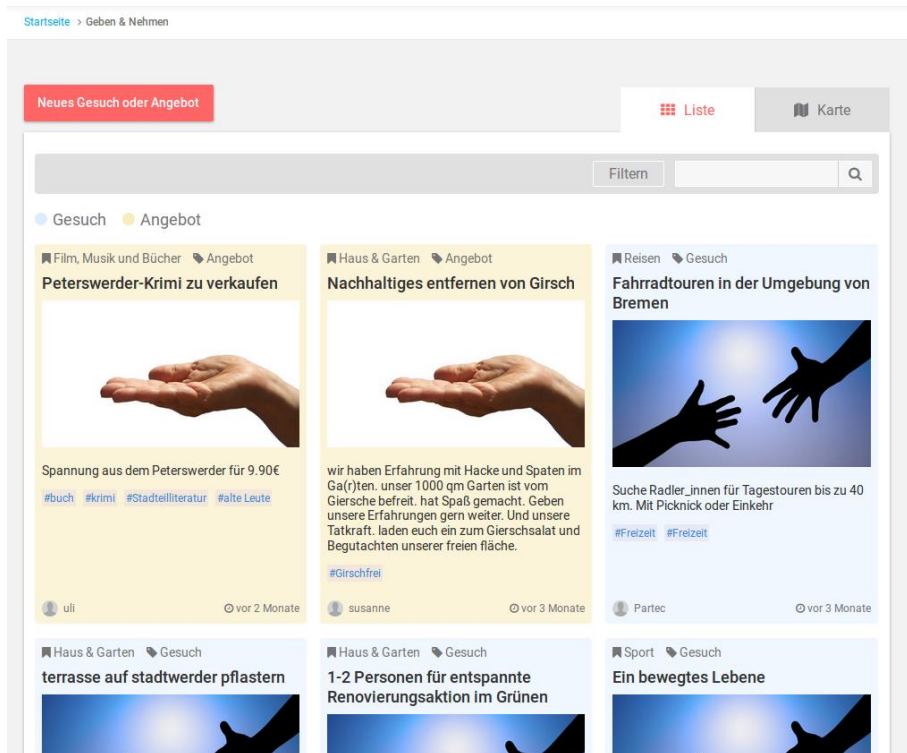 Startseite > Geben & Nehmen
Neues Gesuch oder Angebot
Liste
Karte
Filtern
Gesuch
Angebot
Film, Musik und Bücher Angebot
Peterswerder-Krimi zu verkaufen
Spannung aus dem Peterswerder für 9.90€
#buch #krimi #Stadteilliteratur #alte Leute
uli vor 2 Monate
Haus & Garten Angebot
Nachhaltiges entfernen von Girsch
wir haben Erfahrung mit Hacke und Spaten im
Ga(r)ten. unser 1000 qm Garten ist vom
Giersche befreit. hat Spaß gemacht. Geben
unsere Erfahrungen gern weiter. Und unsere
Tatkraft. laden euch ein zum Gierschsalat und
Begutachten unserer freien fläche.
#Girschfrei
susanne vor 3 Monate
Reisen Gesuch
Fahrradtouren in der Umgebung von
Bremen
Suche Radler_innen für Tagestouren bis zu 40
km. Mit Picknick oder Einkehr
#Freizeit #Freizeit
Partec vor 3 Monate
Haus & Garten Gesuch
terrasse auf stadtwerder pflastern
Haus & Garten Gesuch
1-2 Personen für entspannte
Renovierungsaktion im Grünen
Sport Gesuch
Ein bewegtes Lebene